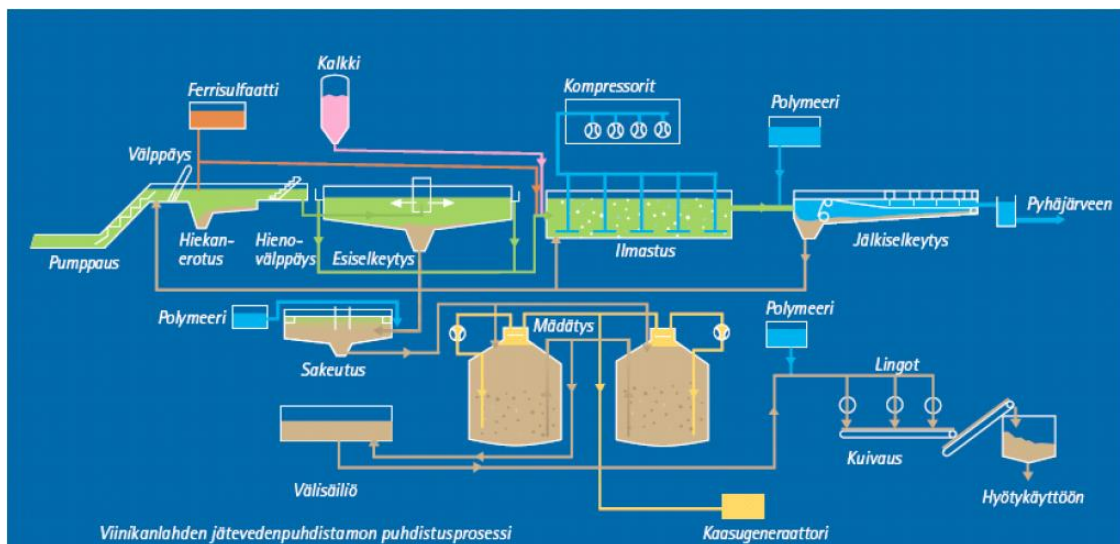 Kalkki
Ferrisulfaatti
Kompressorit
Polymeeri
Välppäys
Pumppaus
Hiekan-
erotus
Hieno-
välppäys
Esiselkeytys
Ilmastus
Jälkiselkeytys
Pyhäjärveen
Polymeeri
Sakeutus
Mädätys
Polymeeri
Lingot
Välisäiliö
Kuivaus
Hyötykäyttöön
Kaasugeneraattori
Viinikanlahden jätevedenpuhdistamon puhdistusprosessi